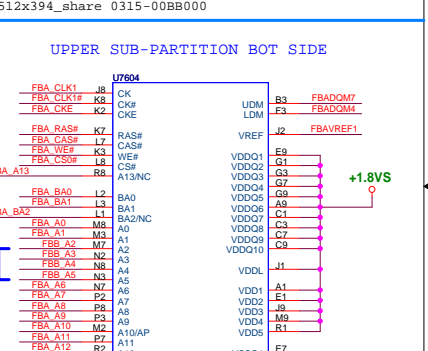 512x394_share 0315-00BB000
UPPER SUB-PARTITION BOT SIDE
U7604
FBA_CLK1 J8 CK
FBA_CLK1# K8 CK#
FBA_CKE K2 CKE
FBA_RAS# K7 RAS#
FBA_CAS# L7 CAS#
FBA_WE# K3 WE#
FBA_CS0# L8 CS#
BA_A13 R8 A13/NC
FBA_BA0 L2 BA0
FBA_BA1 L3 BA1
BA_BA2 L1 BA2/NC
FBA_A0 M8 A0
FBA_A1 M3 A1
FBB_A2 M7 A2
FBB_A3 N2 A3
FBB_A4 N8 A4
FBB_A5 N3 A5
FBA_A6 N7 A6
FBA_A7 P2 A7
FBA_A8 P8 A8
FBA_A9 P3 A9
FBA_A10 M2 A10/AP
FBA_A11 P7 A11
FBA_A12 R2
UDM B3 FBADQM7
LDM F3 FBADQM4
VREF J2 FBAVREF1
VDDQ1 E9
VDDQ2 G1
VDDQ3 G3
VDDQ4 G7
VDDQ5 G9
VDDQ6 A9
VDDQ7 C1
VDDQ8 C3
VDDQ9 C7
VDDQ10 C9
+1.8VS
VDDL J1
VDD1 A1
VDD2 E1
VDD3 J9
VDD4 M9
VDD5 R1
E7